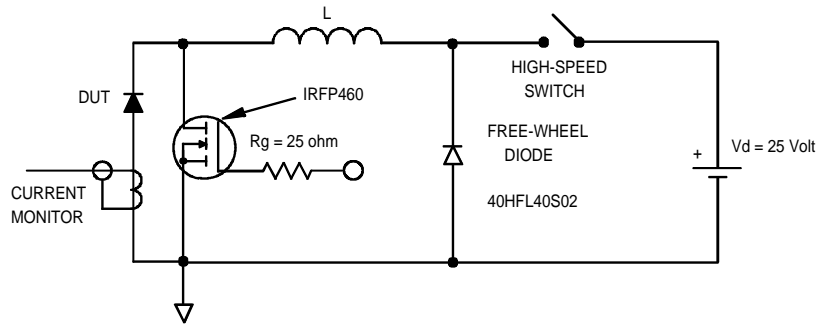 L
HIGH-SPEED
SWITCH
DUT
IRFP460
Rg = 25 ohm
FREE-WHEEL
DIODE
+
Vd = 25 Volt
40HFL40S02
CURRENT
MONITOR